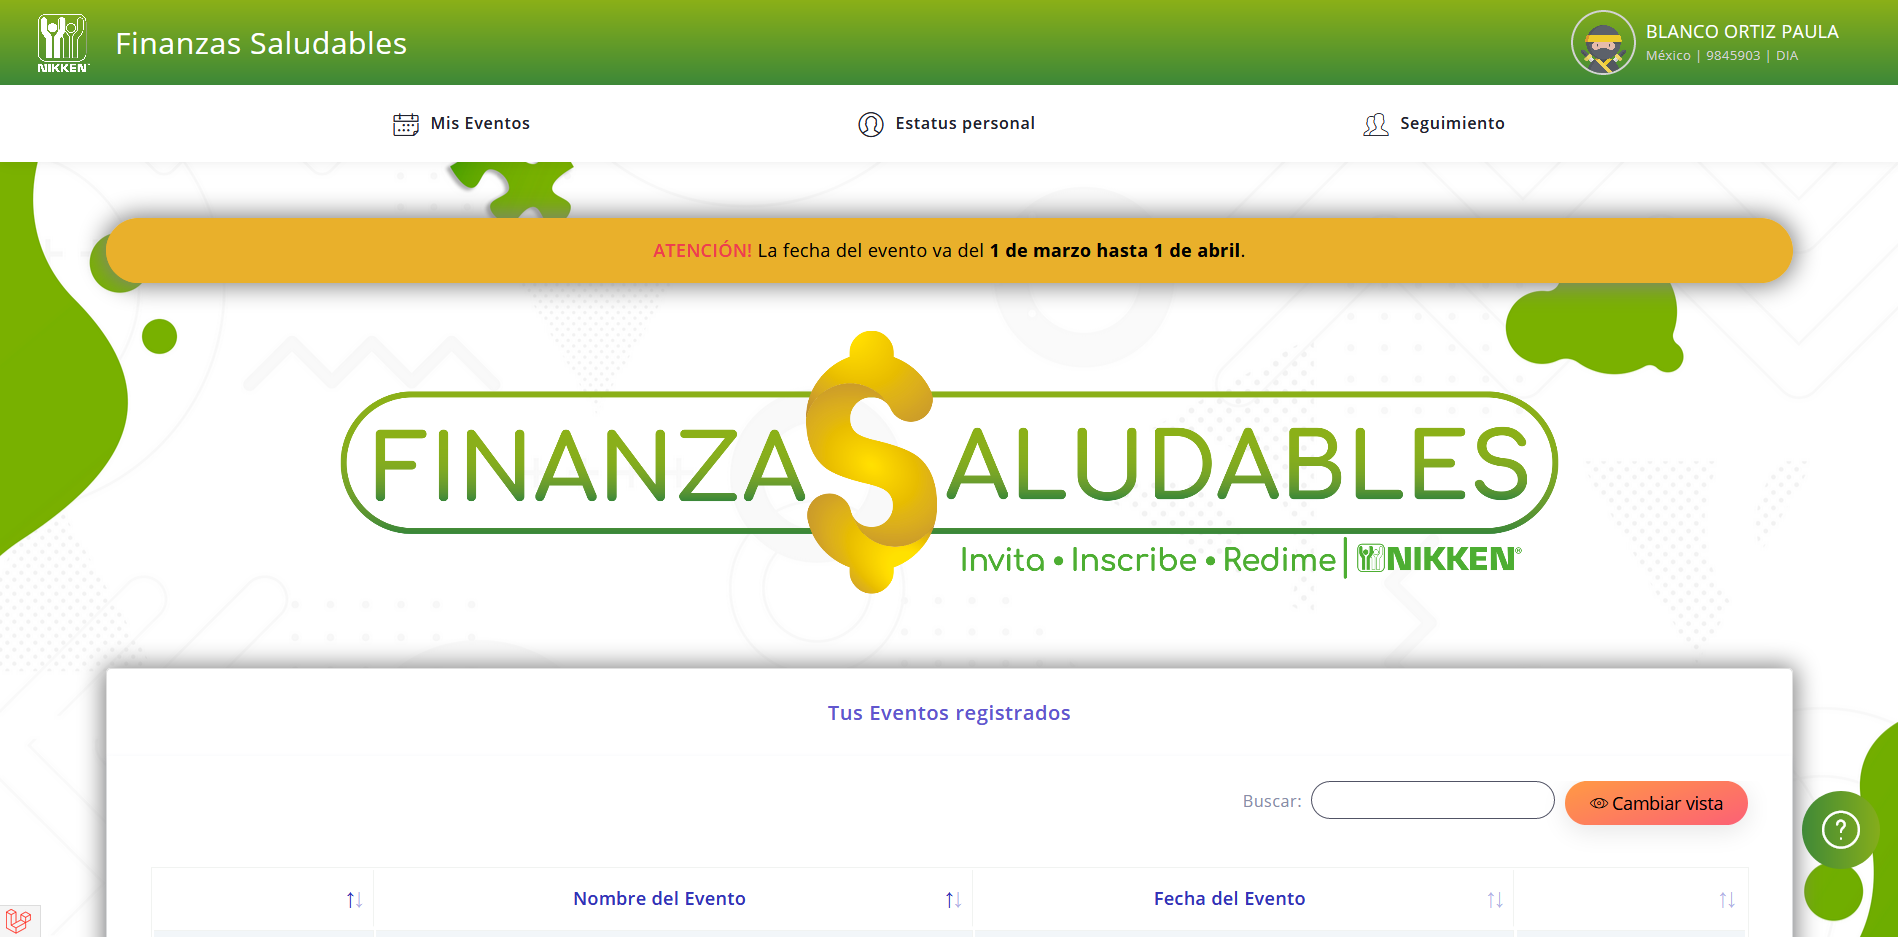 NIKKEN
Finanzas Saludables
BLANCO ORTIZ PAULA
México | 9845903 | DIA
Mis Eventos
Estatus personal
Seguimiento
ATENCIÓN! La fecha del evento va del 1 de marzo hasta 1 de abril.
FINANZA$ALUDABLES
Invita • Inscribe • Redime | NIKKEN®
Tus Eventos registrados
Buscar:
Cambiar vista
Nombre del Evento
Fecha del Evento
?